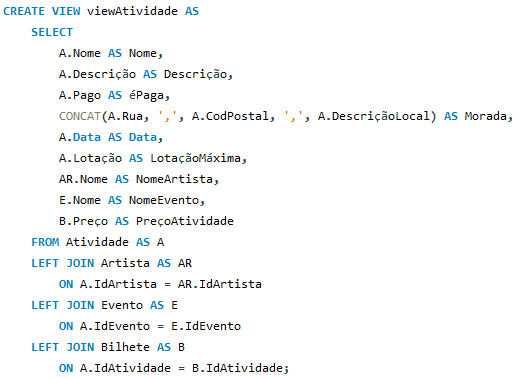 CREATE VIEW viewAtividade AS
SELECT
A.Nome AS Nome,
A.Descrição AS Descrição,
A.Pago AS éPaga,
CONCAT(A.Rua, ',', A.CodPostal, ',', A.DescriçãoLocal) AS Morada,
A.Data AS Data,
A.Lotação AS LotaçãoMáxima,
AR.Nome AS NomeArtista,
E.Nome AS NomeEvento,
B.Preço AS PreçoAtividade
FROM Atividade AS A
LEFT JOIN Artista AS AR
ON A.IdArtista = AR.IdArtista
LEFT JOIN Evento AS E
ON A.IdEvento = E.IdEvento
LEFT JOIN Bilhete AS B
ON A.IdAtividade = B.IdAtividade;